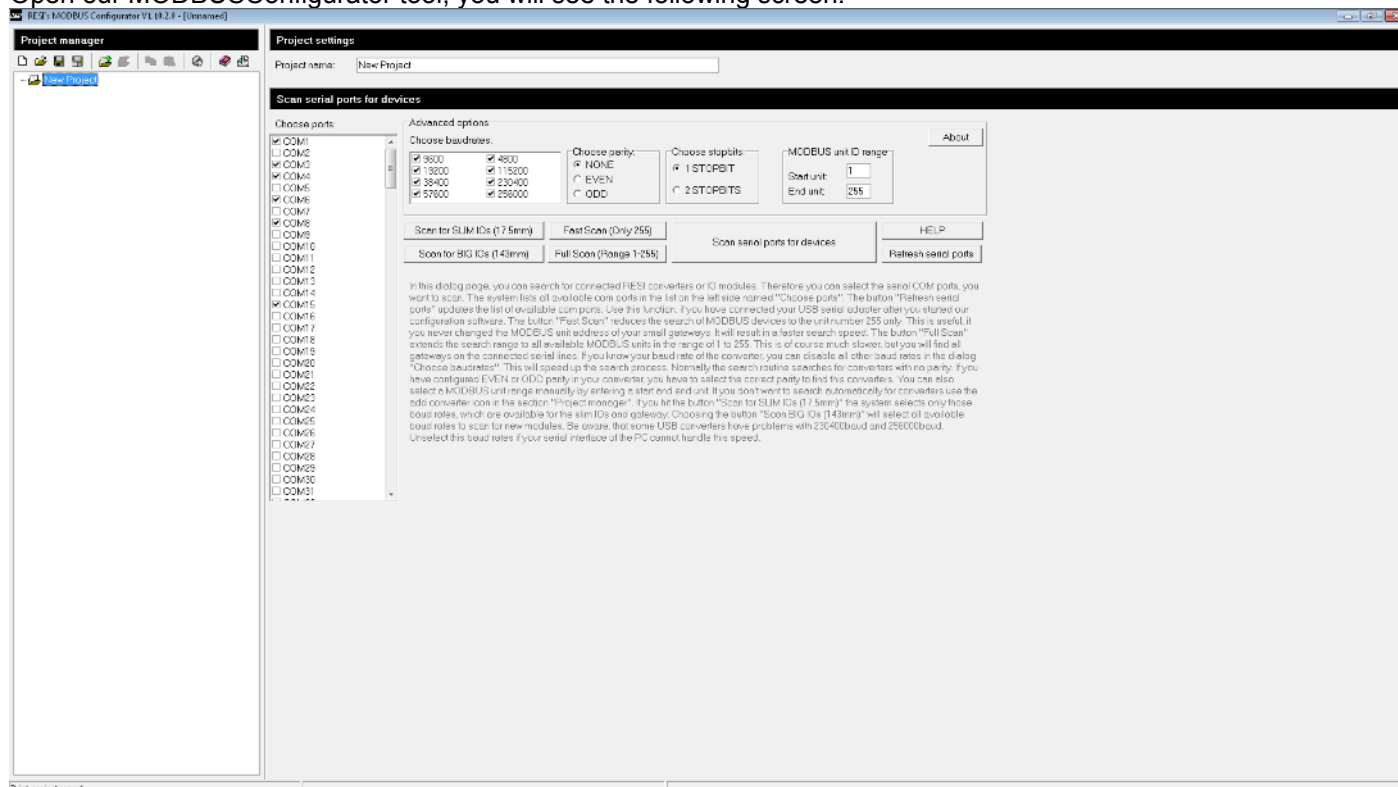 Open our MODBUSConfigurator tool, you will see the following screen:
RESI's MODBUS Configurator V1.10.2.0 - [Unnamed]
Project manager
Project settings
Project name: New Project
New Project
Scan serial ports for devices
Choose ports:
Advanced options
Choose baudrates:
About
COM1
COM2
COM3
COM4
COM5
COM6
COM7
COM8
COM9
COM10
COM11
COM12
COM13
COM14
COM15
COM16
COM17
COM18
COM19
COM20
COM21
COM22
COM23
COM24
COM25
COM26
COM27
COM28
COM29
COM30
COM31
9600 4800
19200 115200
38400 230400
57600 256000
Choose parity:
NONE
EVEN
ODD
Choose stopbits:
1 STOPBIT
2 STOPBITS
MODBUS unit ID range
Start unit: 1
End unit: 255
Scan for SLIM IOs (17.5mm) Fast Scan (Only 255) Scan serial ports for devices HELP
Scan for BIG IOs (143mm) Full Scan (Range 1-255) Refresh serial ports
In this dialog page, you can search for connected RESI converters or IO modules. Therefore you can select the serial COM ports, you
want to scan. The system lists all available com ports in the list on the left side named "Choose ports". The button "Refresh serial
ports" updates the list of available com ports. Use this function, if you have connected your USB serial adapter after you started our
configuration software. The button "Fast Scan" reduces the search of MODBUS devices to the unit number 255 only. This is useful, if
you never changed the MODBUS unit address of your small gateways. It will result in a faster search speed. The button "Full Scan"
extends the search range to all available MODBUS units in the range of 1 to 255. This is of course much slower, but you will find all
gateways on the connected serial lines. If you know your baud rate of the converter, you can disable all other baud rates in the dialog
"Choose baudrates". This will speed up the search process. Normally the search routine searches for converters with no parity. If you
have configured EVEN or ODD parity in your converter, you have to select the correct parity to find this converters. You can also
select a MODBUS unit range manually by entering a start and end unit. If you don't want to search automatically for converters use the
add converter icon in the section "Project manager". If you hit the button "Scan for SLIM IOs (17.5mm)" the system selects only those
baud rates, which are available for the slim IOs and gateway. Choosing the button "Scan BIG IOs (143mm)" will select all available
baud rates to scan for new modules. Be aware, that some USB converters have problems with 230400baud and 256000baud.
Unselect this baud rates if your serial interface of the PC cannot handle this speed.